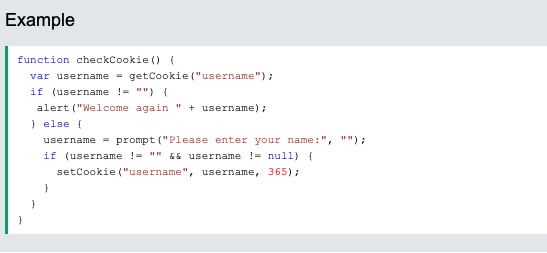 Example
function checkCookie() {
  var username = getCookie("username");
  if (username != "") {
   alert("Welcome again " + username);
  } else {
    username = prompt("Please enter your name:", "");
    if (username != "" && username != null) {
      setCookie("username", username, 365);
    }
  }
}